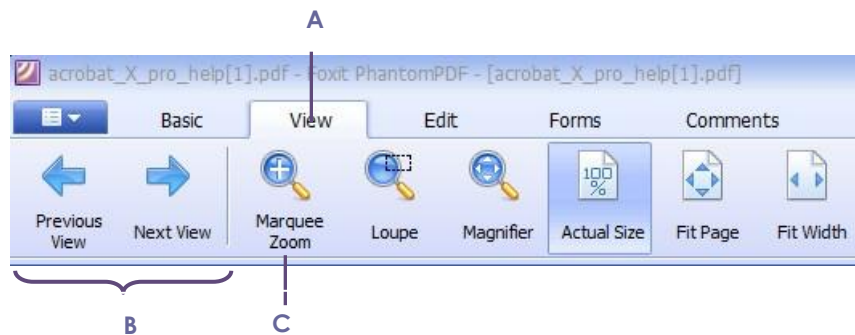 A
acrobat_X_pro_help[1].pdf - Foxit PhantomPDF - [acrobat_X_pro_help[1].pdf]
Basic View Edit Forms Comments
100
%
Previous
View
Next View
Marquee
Zoom
Loupe
Magnifier
Actual Size
Fit Page
Fit Width
B
C